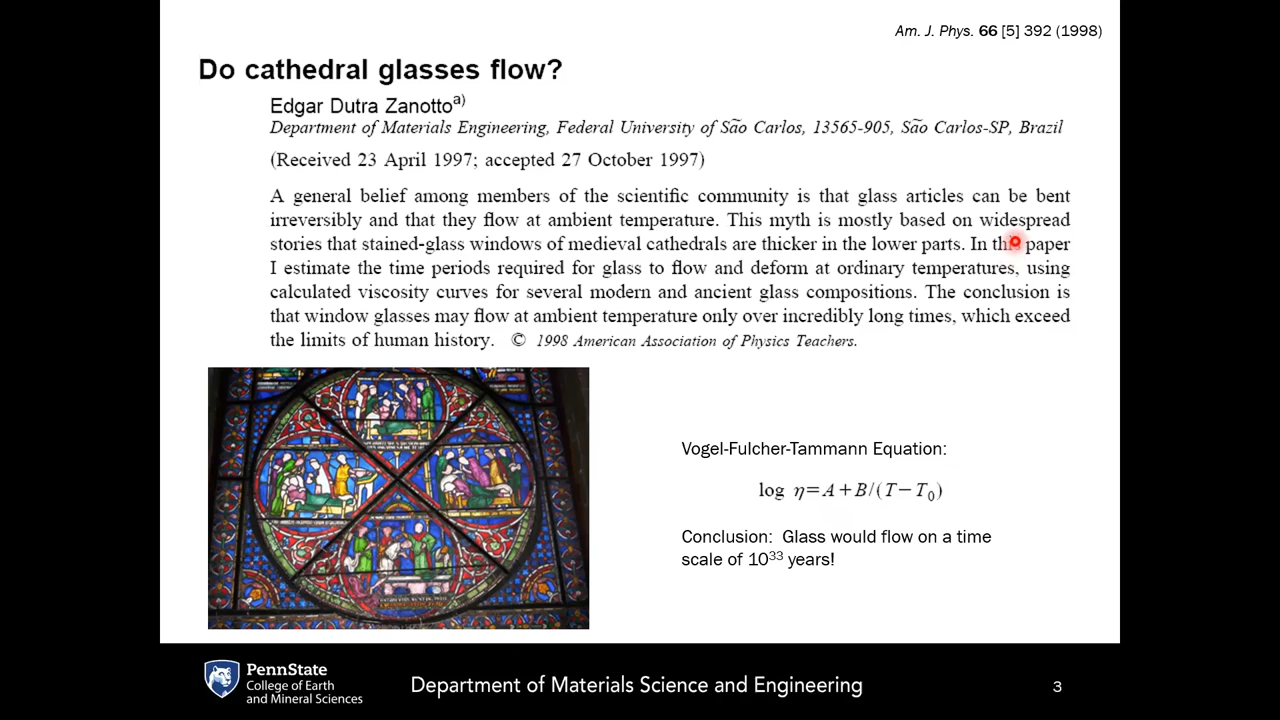 Am. J. Phys. 66 [5] 392 (1998)
Do cathedral glasses flow?
Edgar Dutra Zanotto a)
Department of Materials Engineering, Federal University of São Carlos, 13565-905, São Carlos-SP, Brazil
(Received 23 April 1997; accepted 27 October 1997)
A general belief among members of the scientific community is that glass articles can be bent
irreversibly and that they flow at ambient temperature. This myth is mostly based on widespread
stories that stained-glass windows of medieval cathedrals are thicker in the lower parts. In this paper
I estimate the time periods required for glass to flow and deform at ordinary temperatures, using
calculated viscosity curves for several modern and ancient glass compositions. The conclusion is
that window glasses may flow at ambient temperature only over incredibly long times, which exceed
the limits of human history. © 1998 American Association of Physics Teachers.
Vogel-Fulcher-Tammann Equation:
log η=A+B/(T−T₀)
Conclusion: Glass would flow on a time
scale of 10³³ years!
PennState
College of Earth
and Mineral Sciences
Department of Materials Science and Engineering
3